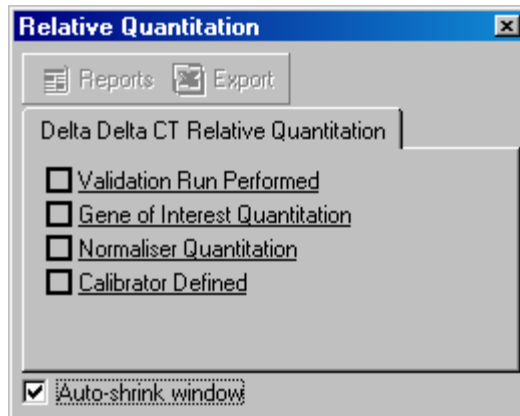 Relative Quantitation
Reports Export
Delta Delta CT Relative Quantitation
Validation Run Performed
Gene of Interest Quantitation
Normaliser Quantitation
Calibrator Defined
Auto-shrink window